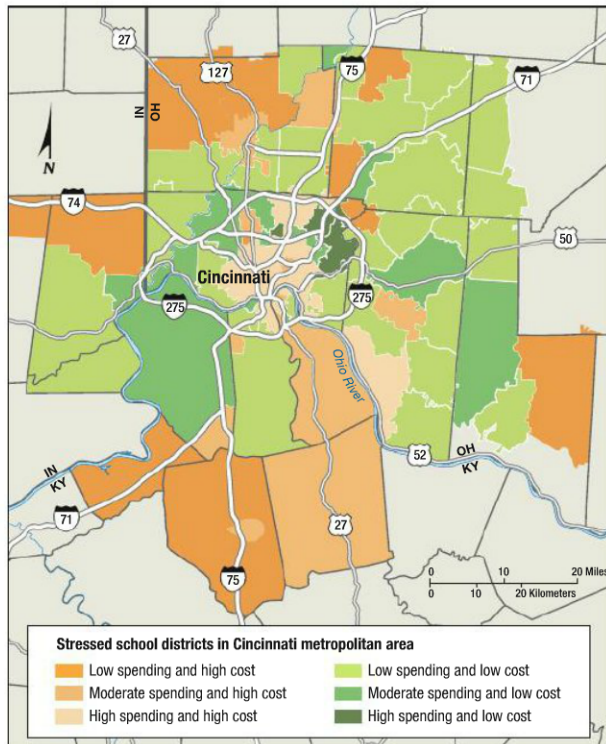 27
127
75
71
IN
OH
N
74
50
Cincinnati
275
275
Ohio River
IN
KY
OH
KY
52
71
27
75
0 10 20 Miles
0 10 20 Kilometers
Stressed school districts in Cincinnati metropolitan area
Low spending and high cost
Moderate spending and high cost
High spending and high cost
Low spending and low cost
Moderate spending and low cost
High spending and low cost